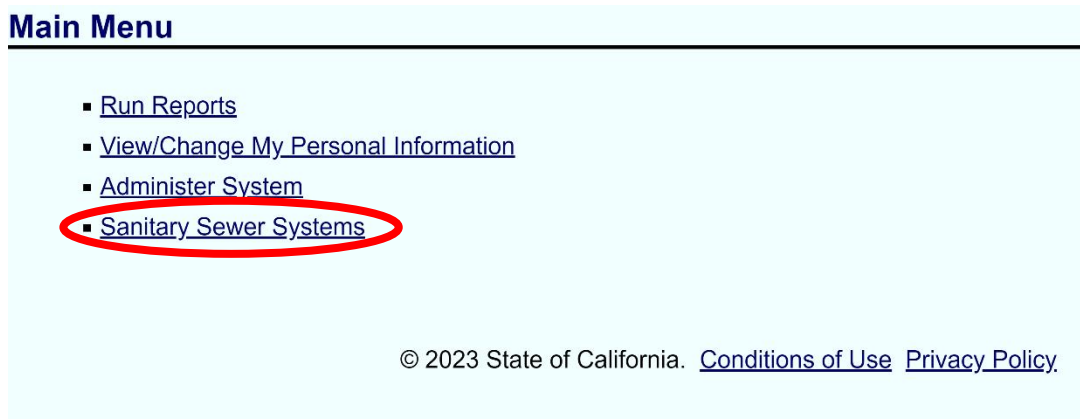 Main Menu
Run Reports
View/Change My Personal Information
Administer System
Sanitary Sewer Systems
© 2023 State of California. Conditions of Use Privacy Policy